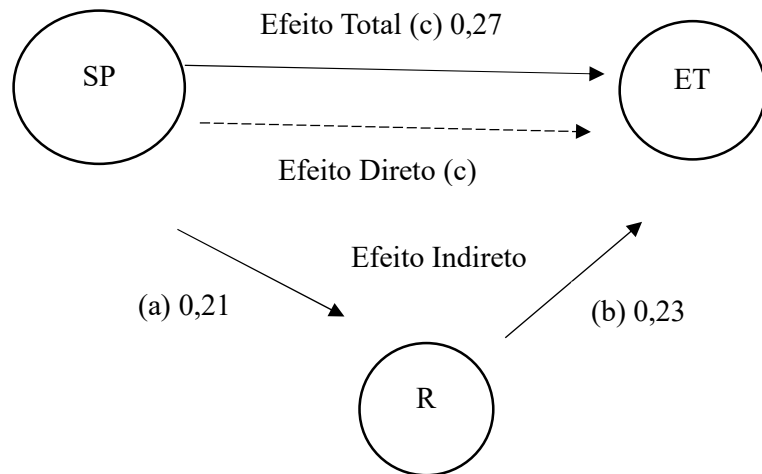 Efeito Total (c) 0,27
SP
ET
Efeito Direto (c)
Efeito Indireto
(a) 0,21
(b) 0,23
R